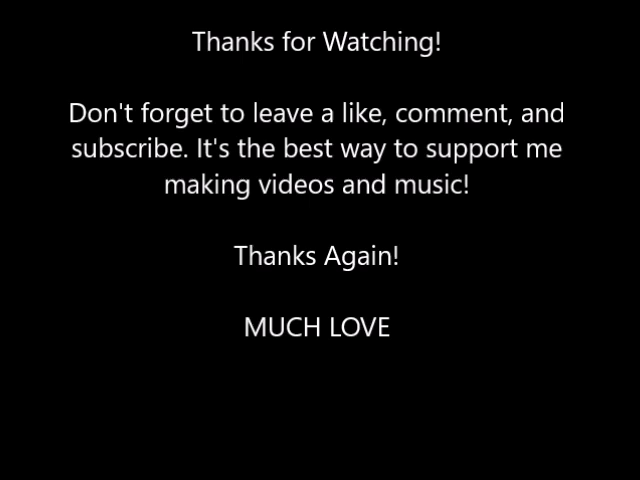 Thanks for Watching!
Don't forget to leave a like, comment, and
subscribe. It's the best way to support me
making videos and music!
Thanks Again!
MUCH LOVE